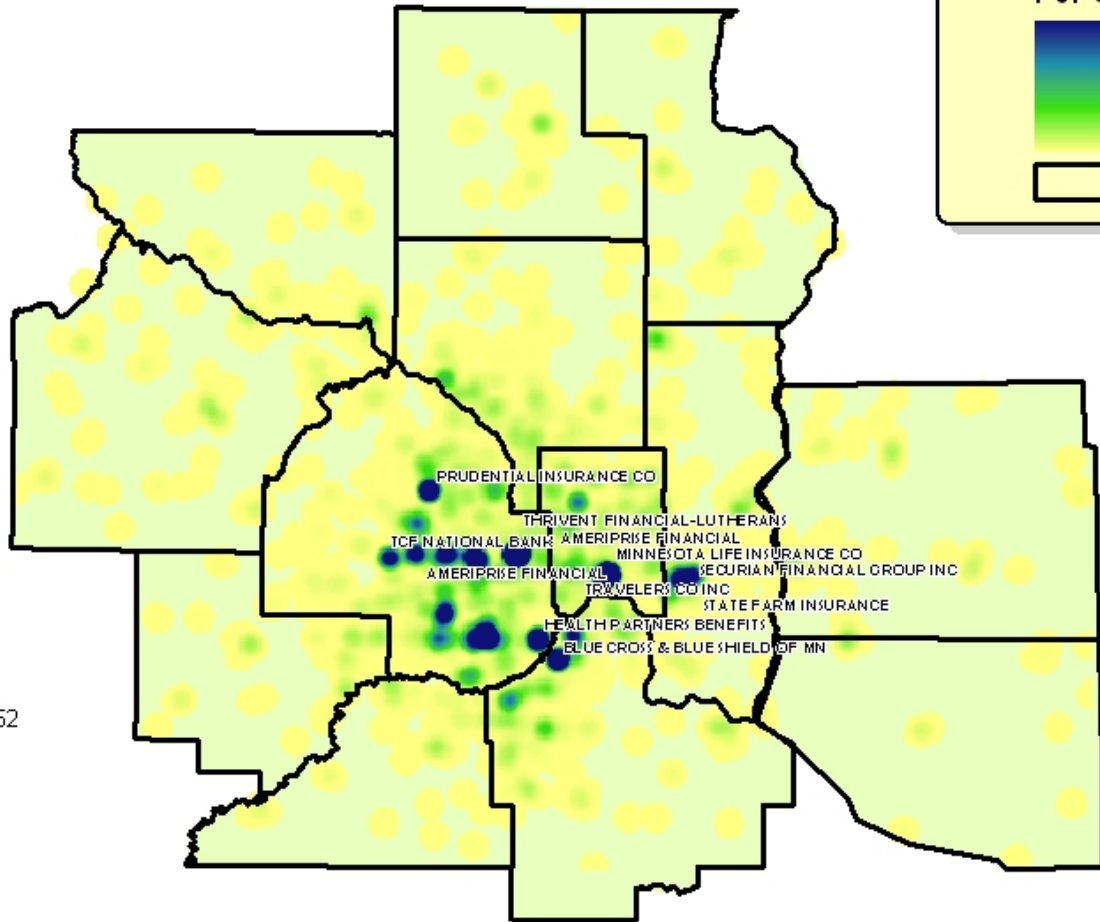 PRUDENTIAL INSURANCE CO
THRIVENT FINANCIAL-LUTHERANS
TCF NATIONAL BANK
AMERIPRISE FINANCIAL
MINNESOTA LIFE INSURANCE CO
AMERIPRISE FINANCIAL
SECURIAN FINANCIAL GROUP INC
TRAVELERS CO INC
STATE FARM INSURANCE
HEALTH PARTNERS BENEFITS
BLUE CROSS & BLUE SHIELD OF MN
52